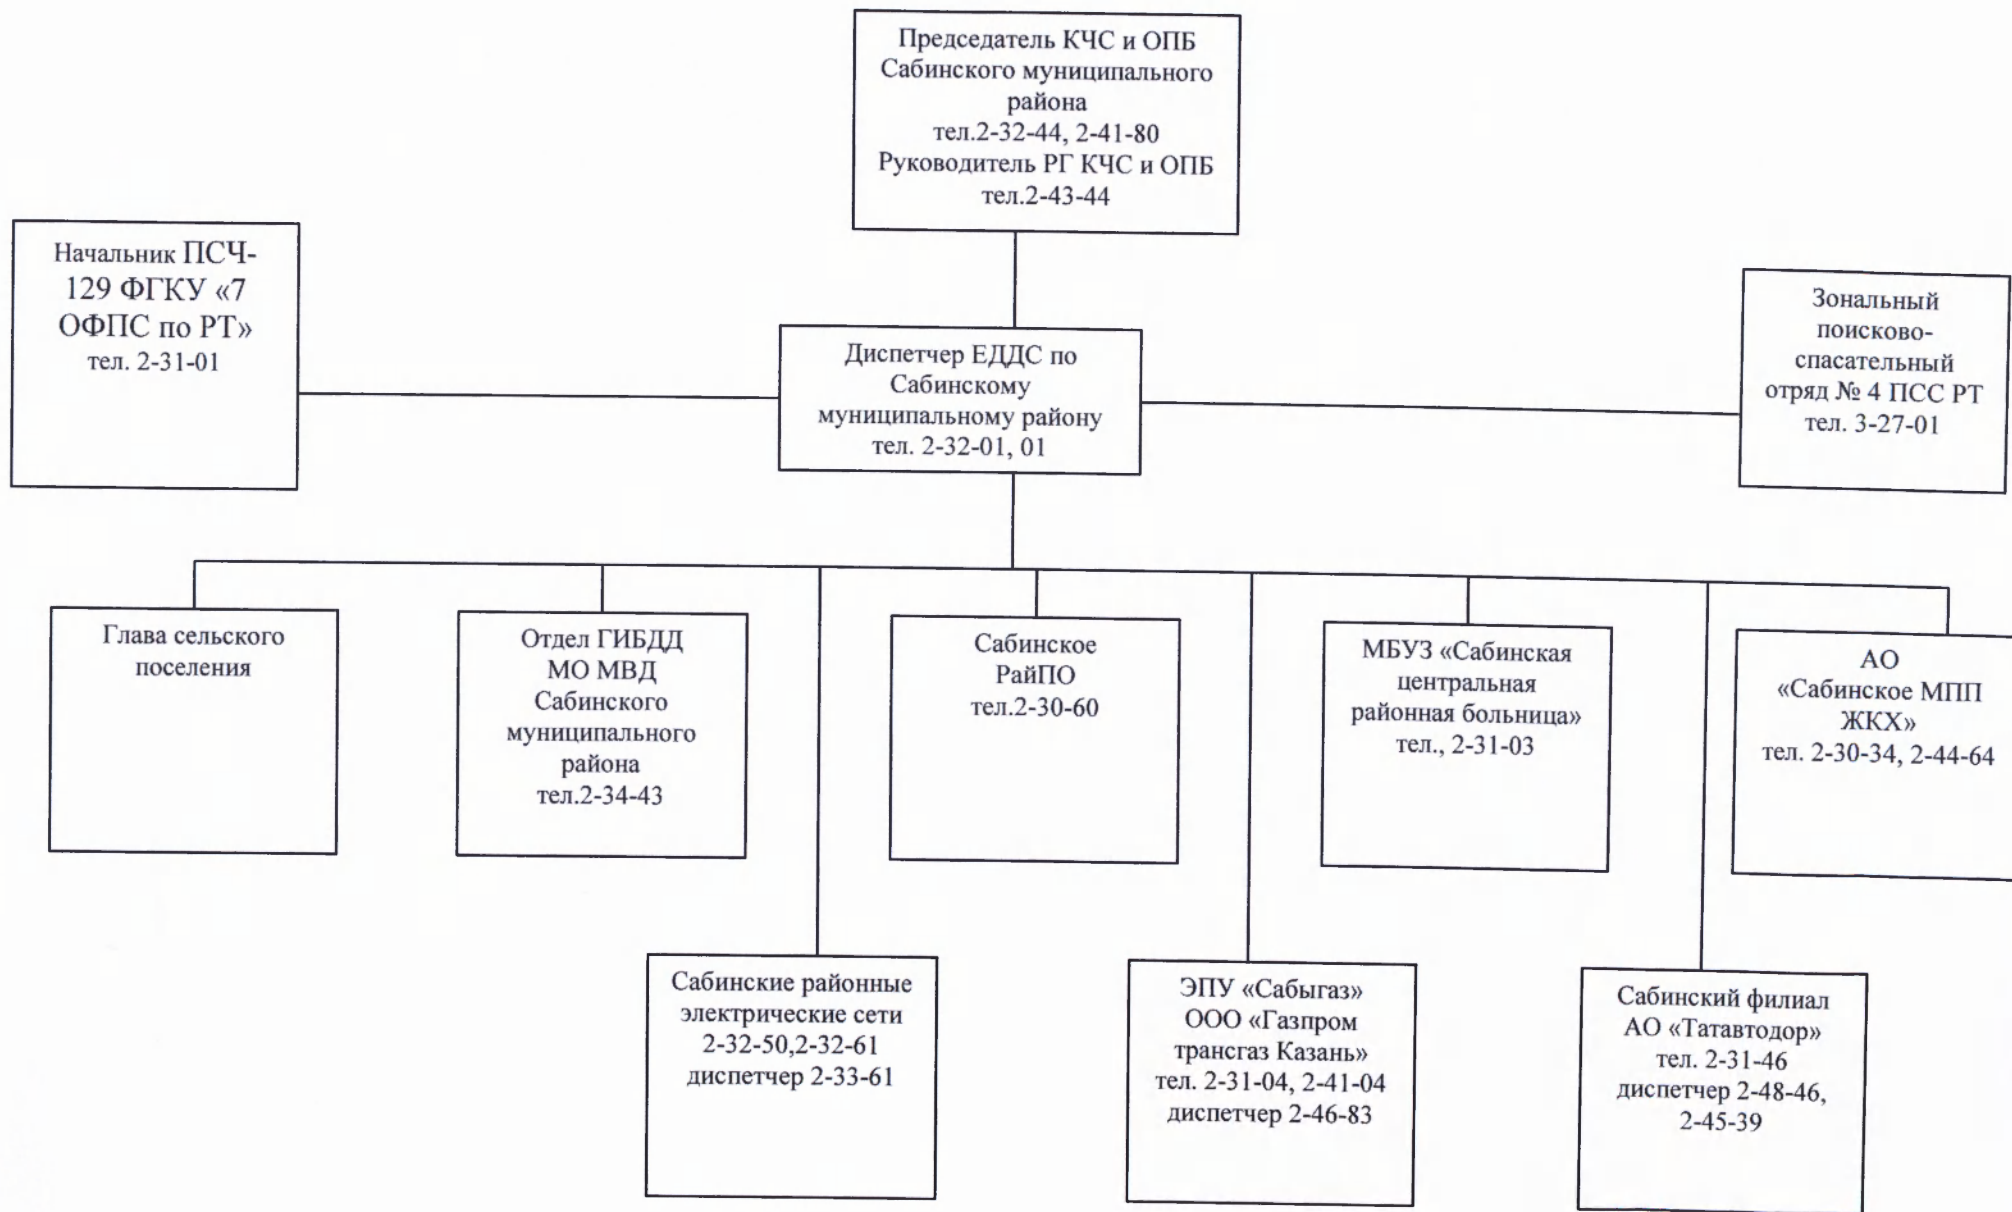 Председатель КЧС и ОПБ
Сабинского муниципального
района
тел.2-32-44, 2-41-80
Руководитель РГ КЧС и ОПБ
тел.2-43-44
Начальник ПСЧ-
129 ФГКУ «7
ОФПС по РТ»
тел. 2-31-01
Диспетчер ЕДДС по
Сабинскому
муниципальному району
тел. 2-32-01, 01
Зональный
поисково-
спасательный
отряд № 4 ПСС РТ
тел. 3-27-01
Глава сельского
поселения
Отдел ГИБДД
МО МВД
Сабинского
муниципального
района
тел.2-34-43
Сабинское
РайПО
тел.2-30-60
МБУЗ «Сабинская
центральная
районная больница»
тел., 2-31-03
АО
«Сабинское МПП
ЖКХ»
тел. 2-30-34, 2-44-64
Сабинские районные
электрические сети
2-32-50,2-32-61
диспетчер 2-33-61
ЭПУ «Сабыгаз»
ООО «Газпром
трансгаз Казань»
тел. 2-31-04, 2-41-04
диспетчер 2-46-83
Сабинский филиал
АО «Татавтодор»
тел. 2-31-46
диспетчер 2-48-46,
2-45-39